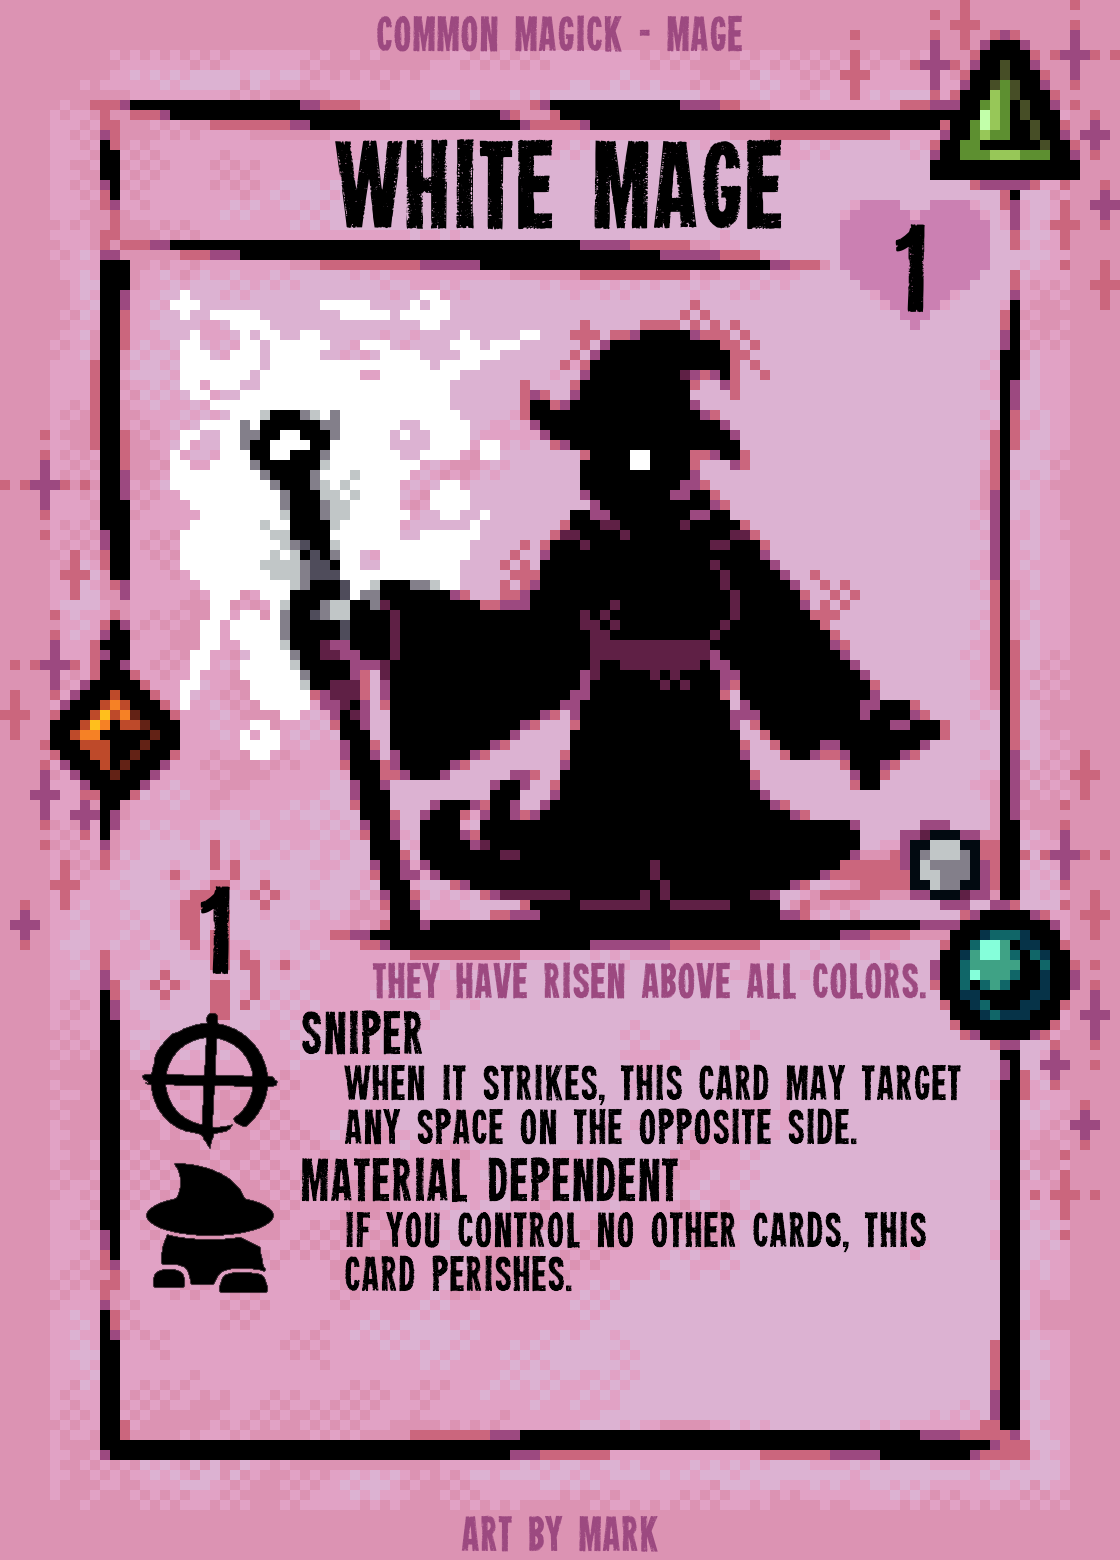 COMMON MAGICK - MAGE
WHITE MAGE
1
1
THEY HAVE RISEN ABOVE ALL COLORS.
SNIPER
WHEN IT STRIKES, THIS CARD MAY TARGET
ANY SPACE ON THE OPPOSITE SIDE.
MATERIAL DEPENDENT
IF YOU CONTROL NO OTHER CARDS, THIS
CARD PERISHES.
ART BY MARK